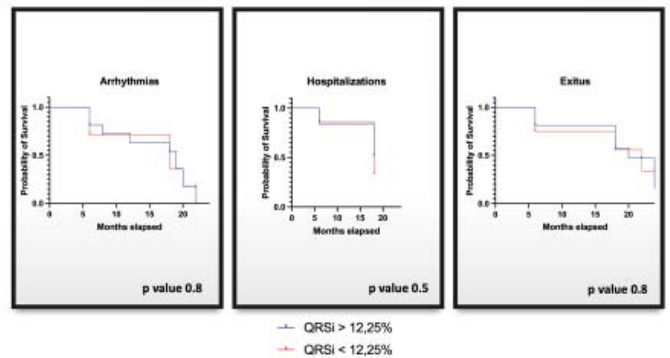 Arrhythmias
Probability of Survival
1.0
0.5
0.0
0 5 10 15 20
Months elapsed
p value 0.8
Hospitalizations
Probability of Survival
1.0
0.5
0.0
0 5 10 15 20
Months elapsed
p value 0.5
Exitus
Probability of Survival
1.0
0.5
0.0
0 5 10 15 20
Months elapsed
p value 0.8
QRSi > 12,25%
QRSi < 12,25%